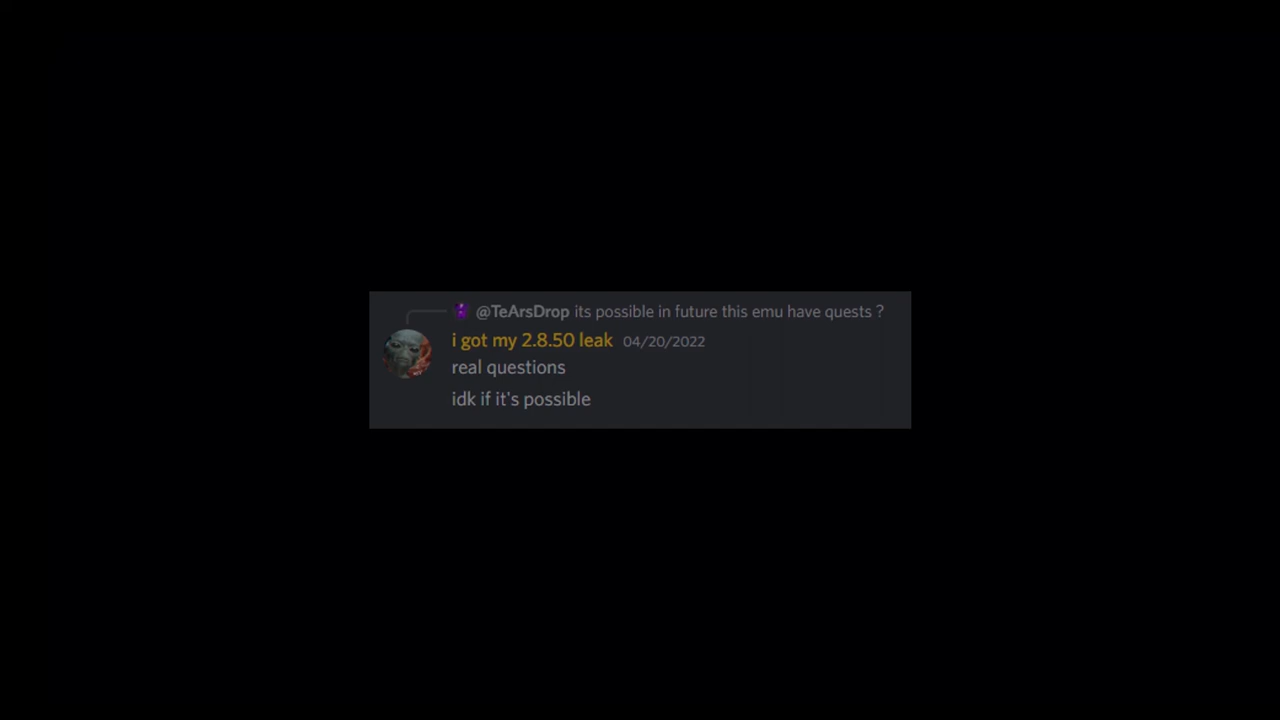 @TeArsDrop its possible in future this emu have quests ?
i got my 2.8.50 leak 04/20/2022
real questions
idk if it's possible